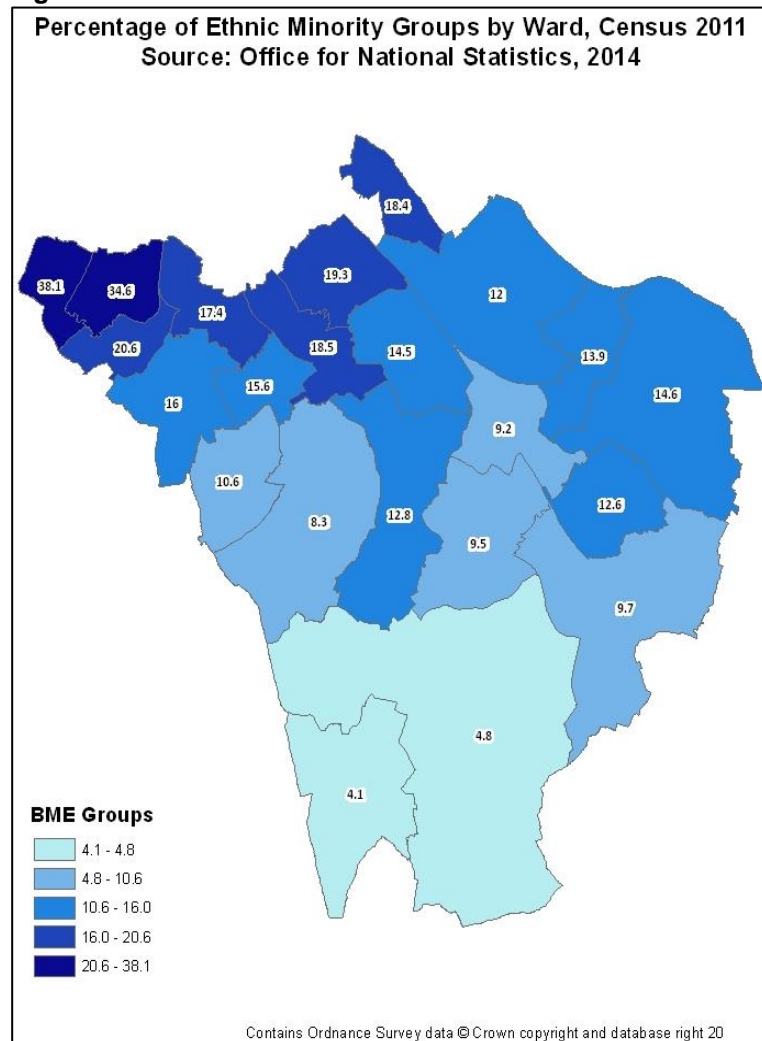 Percentage of Ethnic Minority Groups by Ward, Census 2011
Source: Office for National Statistics, 2014
18.4
38.1
34.6
19.3
12
17.4
20.6
18.5
14.5
13.9
14.6
16
15.6
9.2
10.6
8.3
12.8
9.5
12.6
9.7
4.8
4.1
BME Groups
4.1 - 4.8
4.8 - 10.6
10.6 - 16.0
16.0 - 20.6
20.6 - 38.1
Contains Ordnance Survey data © Crown copyright and database right 20